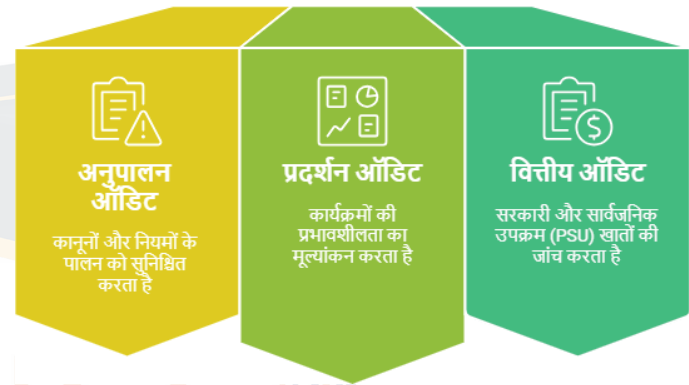 अनुपालन
ऑडिट
कानूनों और नियमों के
पालन को सुनिश्चित
करता है
प्रदर्शन ऑडिट
कार्यक्रमों की
प्रभावशीलता का
मूल्यांकन करता है
वित्तीय ऑडिट
सरकारी और सार्वजनिक
उपक्रम (PSU) खातों की
जांच करता है